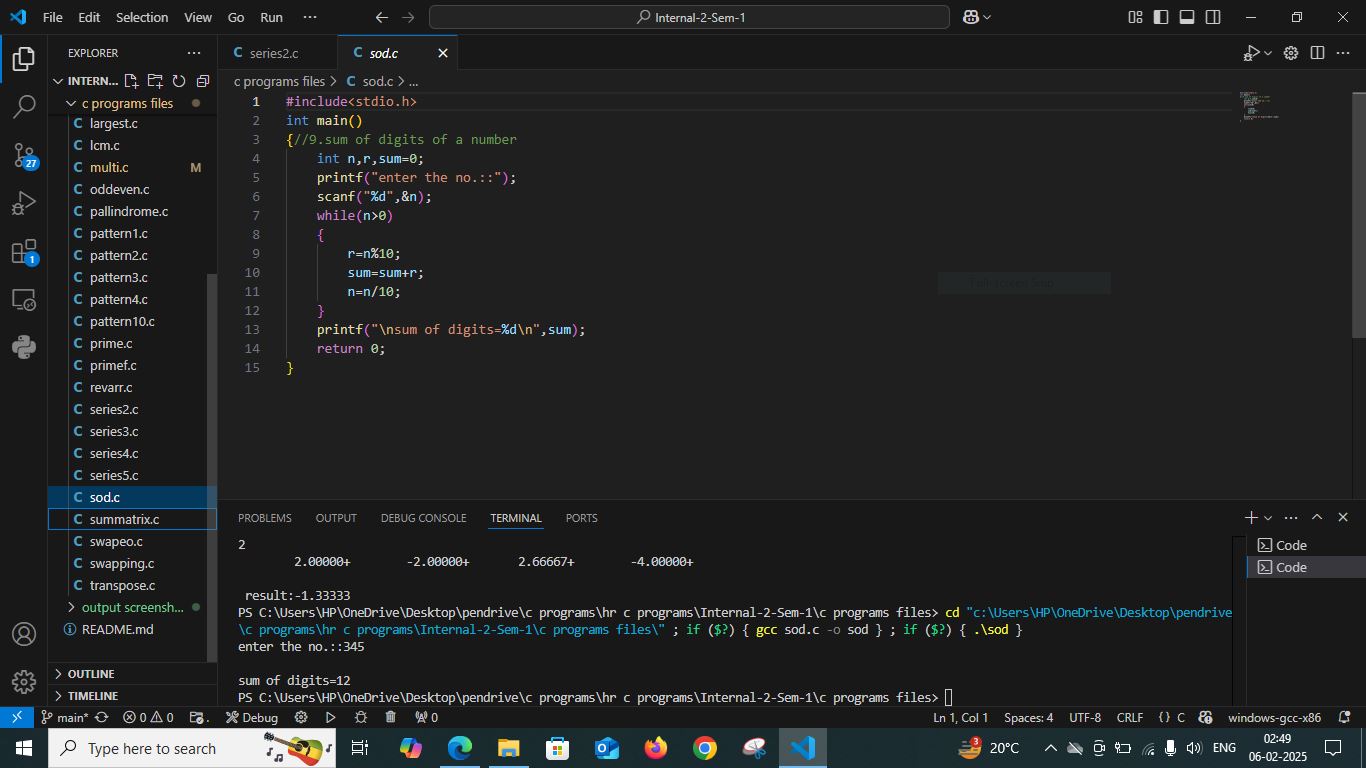 File Edit Selection View Go Run ··· Internal-2-Sem-1
EXPLORER
INTERN...
c programs files
largest.c
lcm.c
multi.c M
oddeven.c
pallindrome.c
pattern1.c
pattern2.c
pattern3.c
pattern4.c
pattern10.c
prime.c
primef.c
revarr.c
series2.c
series3.c
series4.c
series5.c
sod.c
summatrix.c
swapeo.c
swapping.c
transpose.c
output screensh...
README.md
OUTLINE
TIMELINE
27
1
C series2.c C sod.c
c programs files > C sod.c > ...
1 #include<stdio.h>
2 int main()
3 {//9.sum of digits of a number
4 int n,r,sum=0;
5 printf("enter the no.::");
6 scanf("%d",&n);
7 while(n>0)
8 {
9 r=n%10;
10 sum=sum+r;
11 n=n/10;
12 }
13 printf("\nsum of digits=%d\n",sum);
14 return 0;
15 }
PROBLEMS OUTPUT DEBUG CONSOLE TERMINAL PORTS
Code
Code
2
2.00000+ -2.00000+ 2.66667+ -4.00000+
result:-1.33333
PS C:\Users\HP\OneDrive\Desktop\pendrive\c programs\hr c programs\Internal-2-Sem-1\c programs files> cd "c:\Users\HP\OneDrive\Desktop\pendrive
\c programs\hr c programs\Internal-2-Sem-1\c programs files\" ; if ($?) { gcc sod.c -o sod } ; if ($?) { .\sod }
enter the no.::345
sum of digits=12
PS C:\Users\HP\OneDrive\Desktop\pendrive\c programs\hr c programs\Internal-2-Sem-1\c programs files>
main* 0 0 Debug 0 Ln 1, Col 1 Spaces: 4 UTF-8 CRLF {} C windows-gcc-x86
Type here to search 3 20°C ENG 02:49
06-02-2025